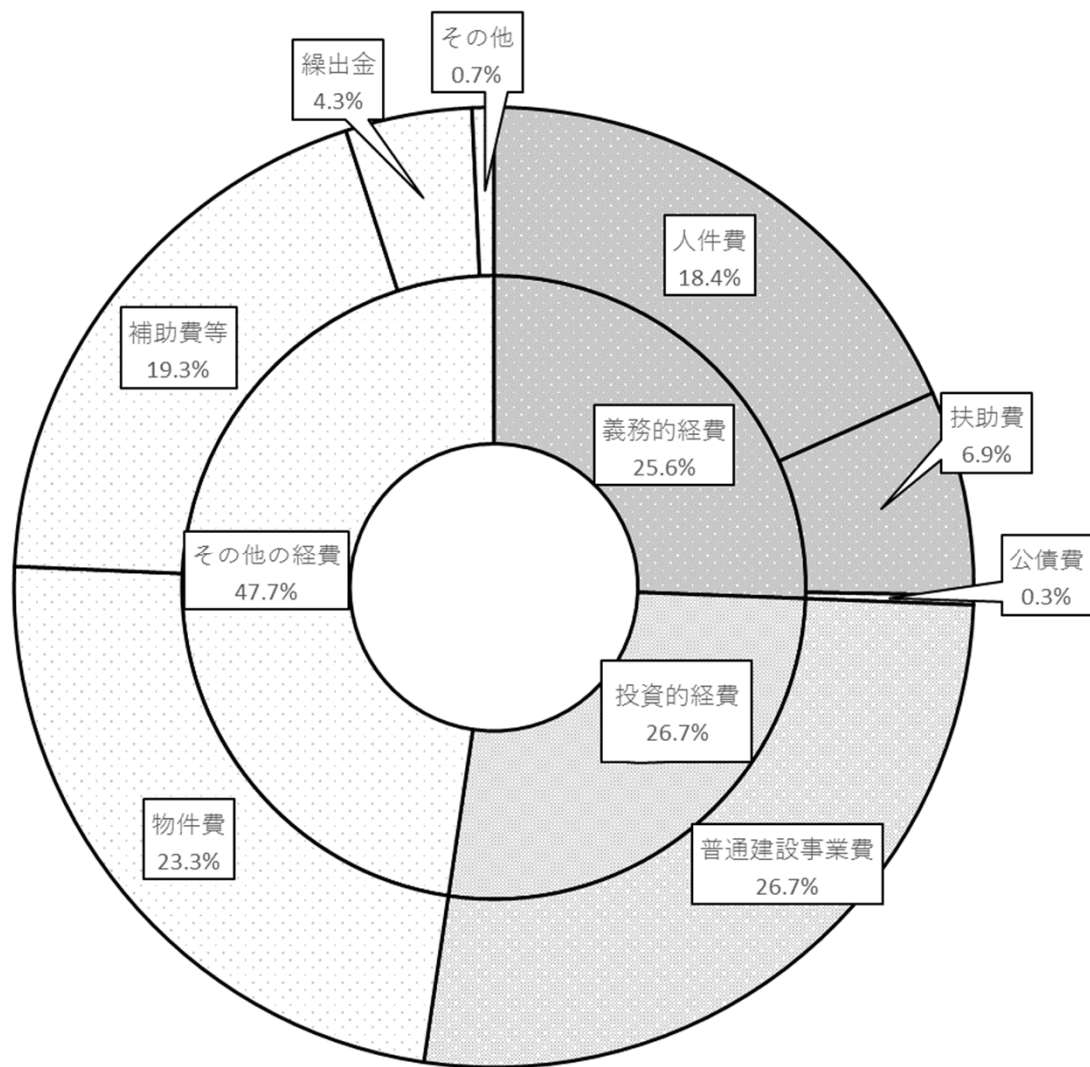 その他
0.7%
繰出金
4.3%
人件費
18.4%
補助費等
19.3%
扶助費
6.9%
義務的経費
25.6%
その他の経費
47.7%
公債費
0.3%
投資的経費
26.7%
物件費
23.3%
普通建設事業費
26.7%